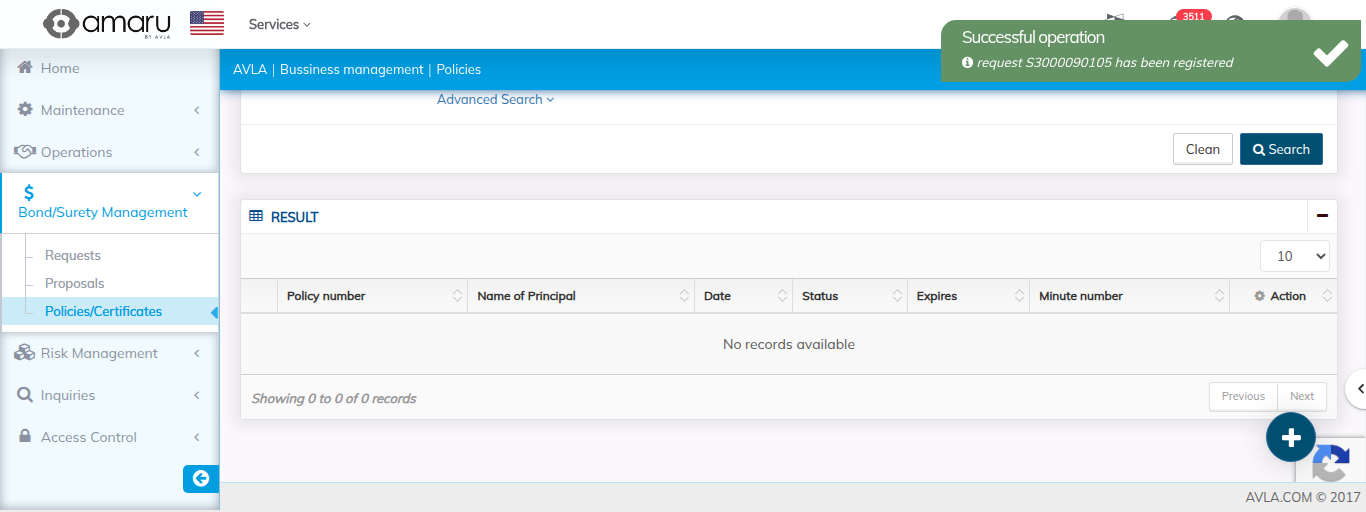 amaru
BY AVLA
Services
3511
Successful operation
request S3000090105 has been registered
Home
Maintenance
Operations
Bond/Surety Management
Requests
Proposals
Policies/Certificates
Risk Management
Inquiries
Access Control
AVLA | Bussiness management | Policies
Advanced Search
Clean
Search
RESULT
10
Policy number Name of Principal Date Status Expires Minute number Action
No records available
Showing 0 to 0 of 0 records
Previous Next
AVLA.COM © 2017